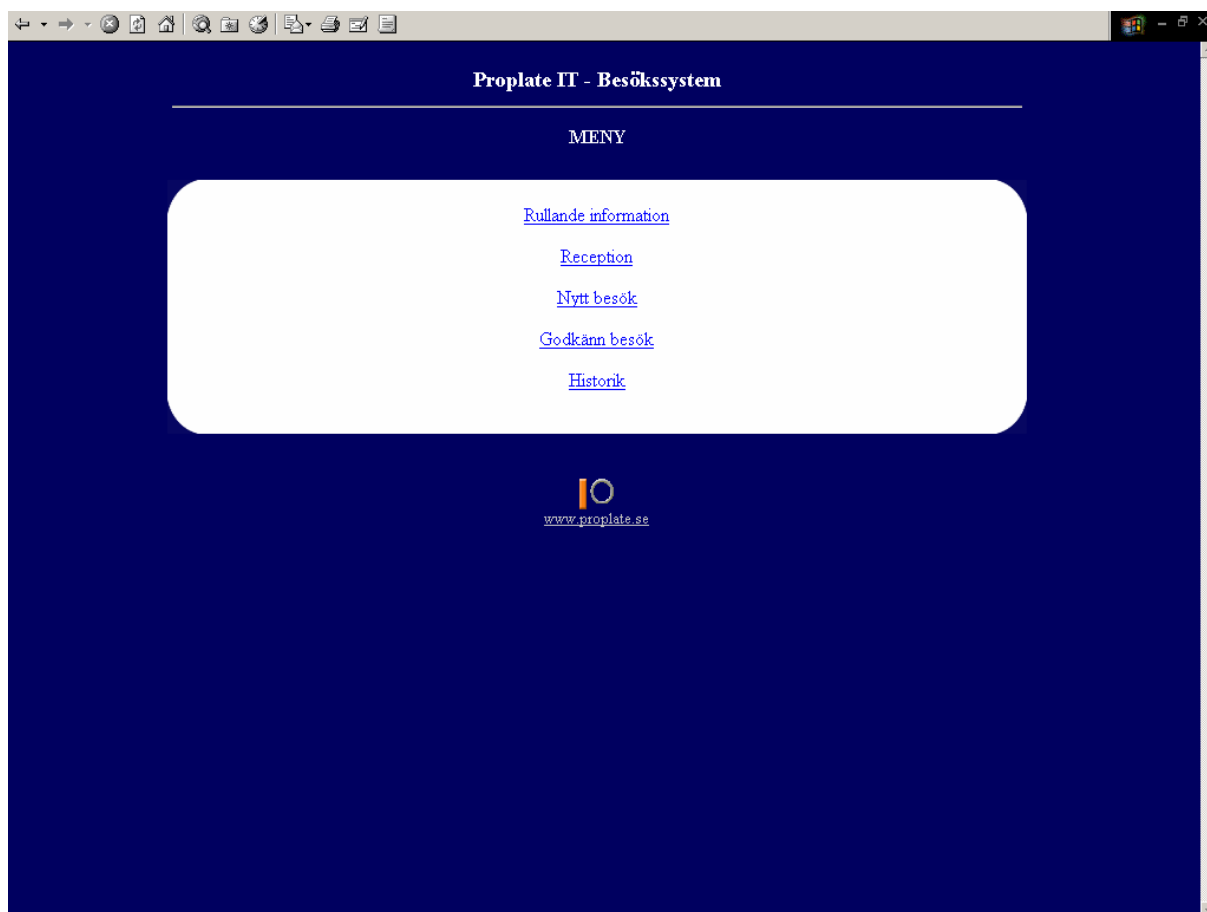 Proplate IT - Besökssystem
MENY
Rullande information
Reception
Nytt besök
Godkänn besök
Historik
www.proplate.se